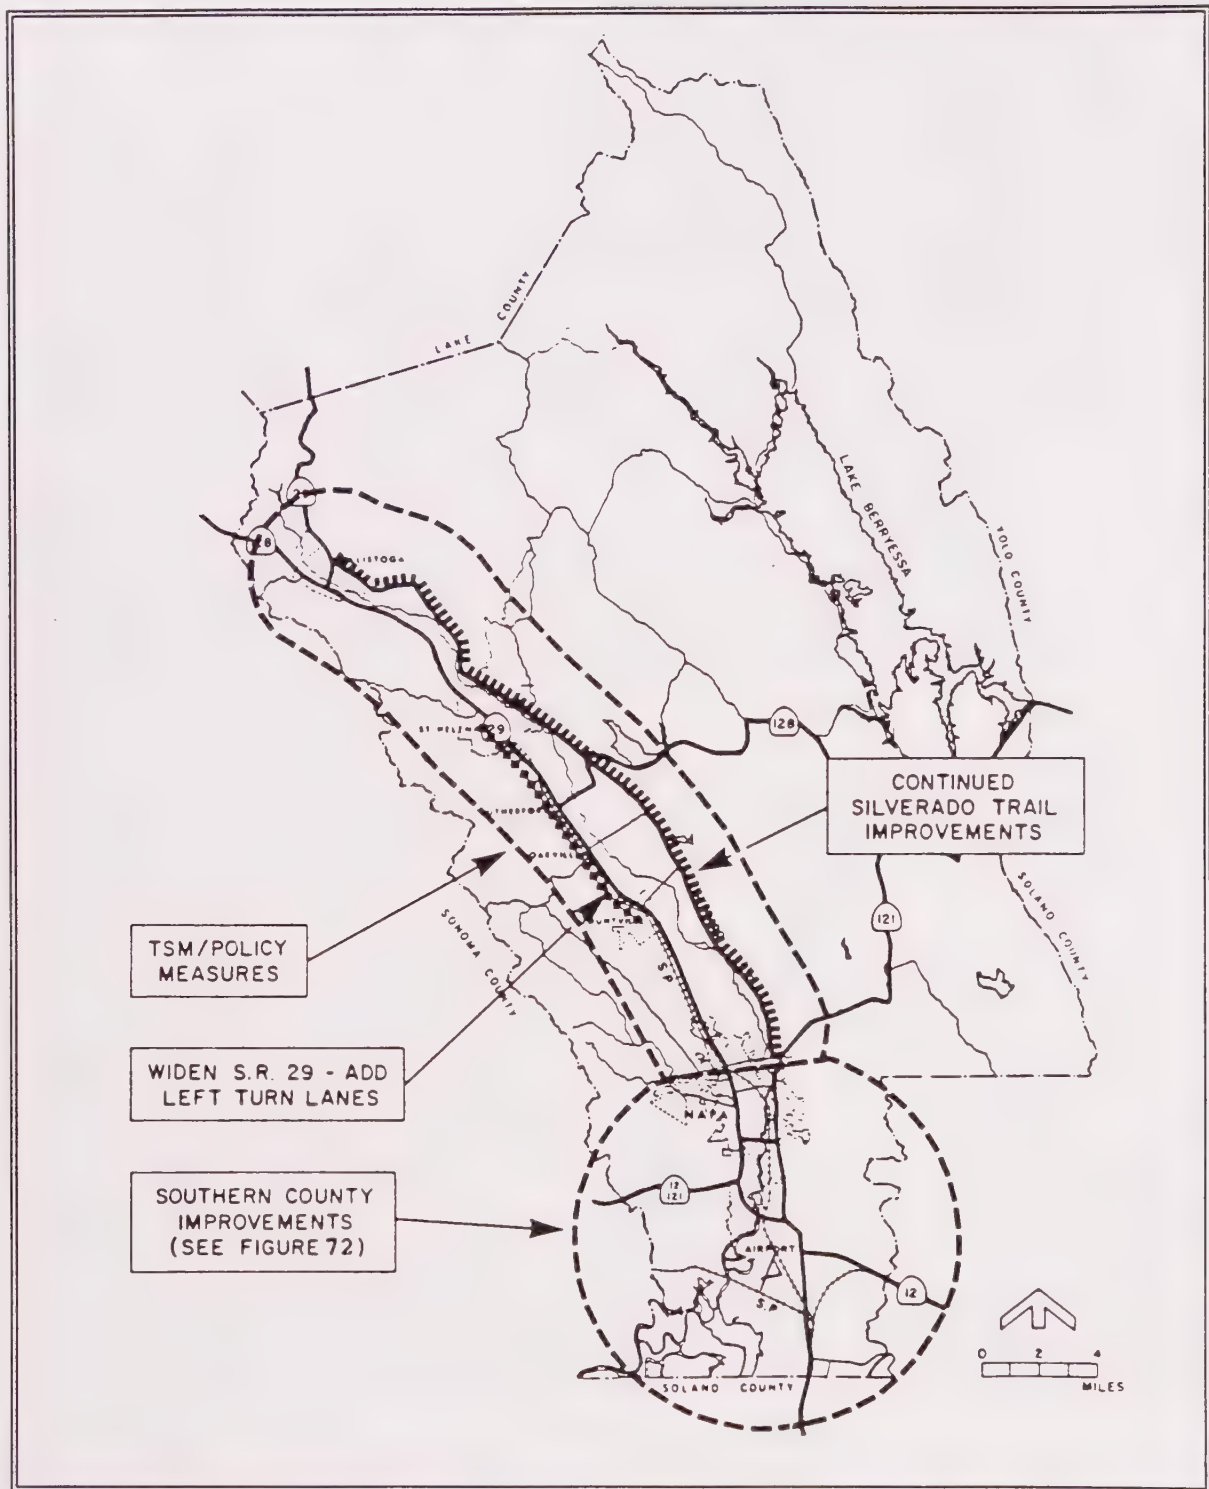 LAKE COUNTY
LAKE BERRYESSA
YOLO COUNTY
29
128
CONTINUED
SILVERADO TRAIL
IMPROVEMENTS
121
SOLANO COUNTY
SONOMA COUNTY
TSM/POLICY
MEASURES
S.P.
WIDEN S.R. 29 - ADD
LEFT TURN LANES
NAPA
SOUTHERN COUNTY
IMPROVEMENTS
(SEE FIGURE 72)
12
121
AIRPORT
S.P.
12
0 2 4
MILES
SOLANO COUNTY